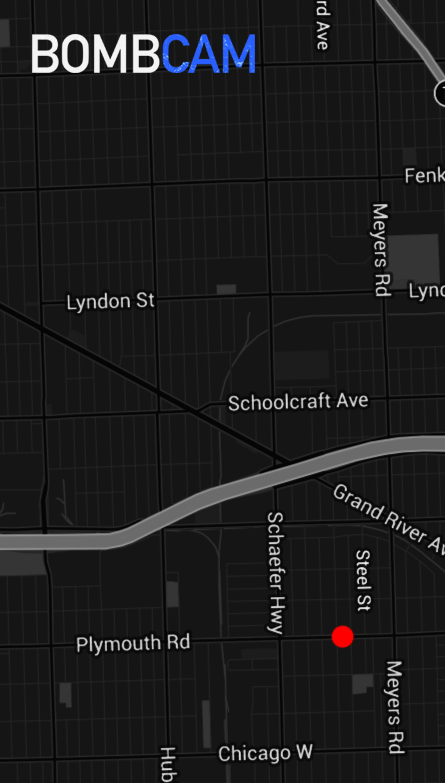 rd Ave
BOMBCAM
Fenk
Meyers Rd
Lyndon St
Lynd
Schoolcraft Ave
Grand River Av
Schaefer Hwy
Steel St
Plymouth Rd
Meyers Rd
Hub
Chicago W